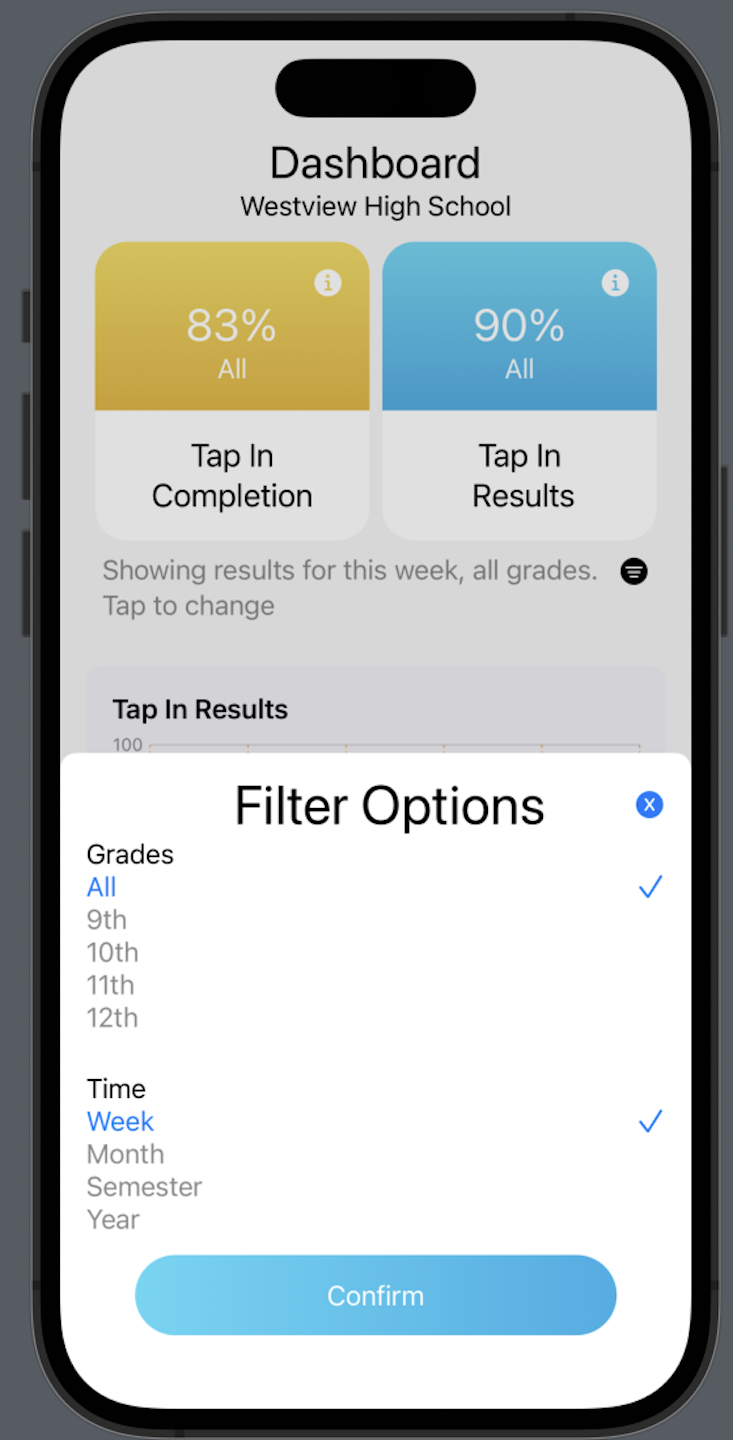 Dashboard
Westview High School
83%
All
Tap In
Completion
90%
All
Tap In
Results
Showing results for this week, all grades.
Tap to change
Tap In Results
100
Filter Options
X
Grades
All
9th
10th
11th
12th
Time
Week
Month
Semester
Year
Confirm